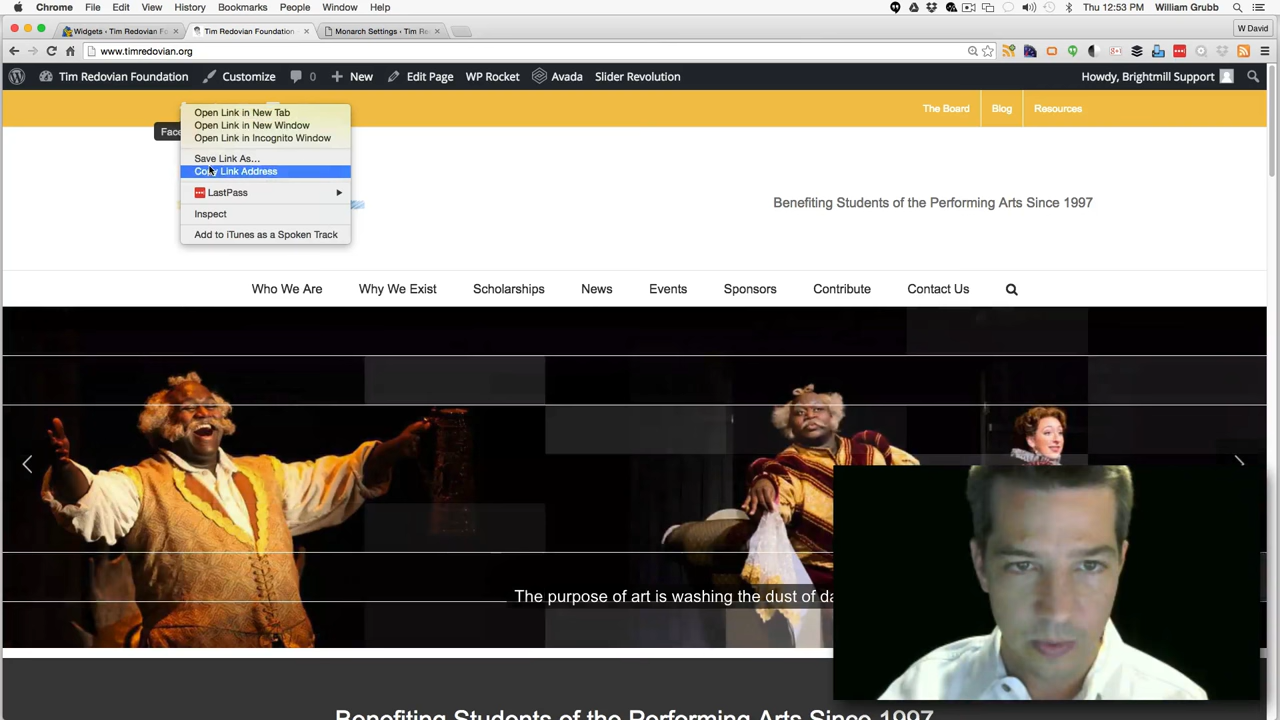 Chrome File Edit View History Bookmarks People Window Help Thu 12:53 PM William Grubb
Widgets ‹ Tim Redovian Fo Tim Redovian Foundation Monarch Settings ‹ Tim Re W David
www.timredovian.org
Tim Redovian Foundation Customize 0 New Edit Page WP Rocket Avada Slider Revolution Howdy, Brightmill Support
The Board Blog Resources
Open Link in New Tab
Open Link in New Window
Face
Open Link in Incognito Window
Save Link As...
Copy Link Address
LastPass
Inspect
Add to iTunes as a Spoken Track
Benefiting Students of the Performing Arts Since 1997
Who We Are Why We Exist Scholarships News Events Sponsors Contribute Contact Us
The purpose of art is washing the dust of da
Benefiting Students of the Performing Arts Since 1997